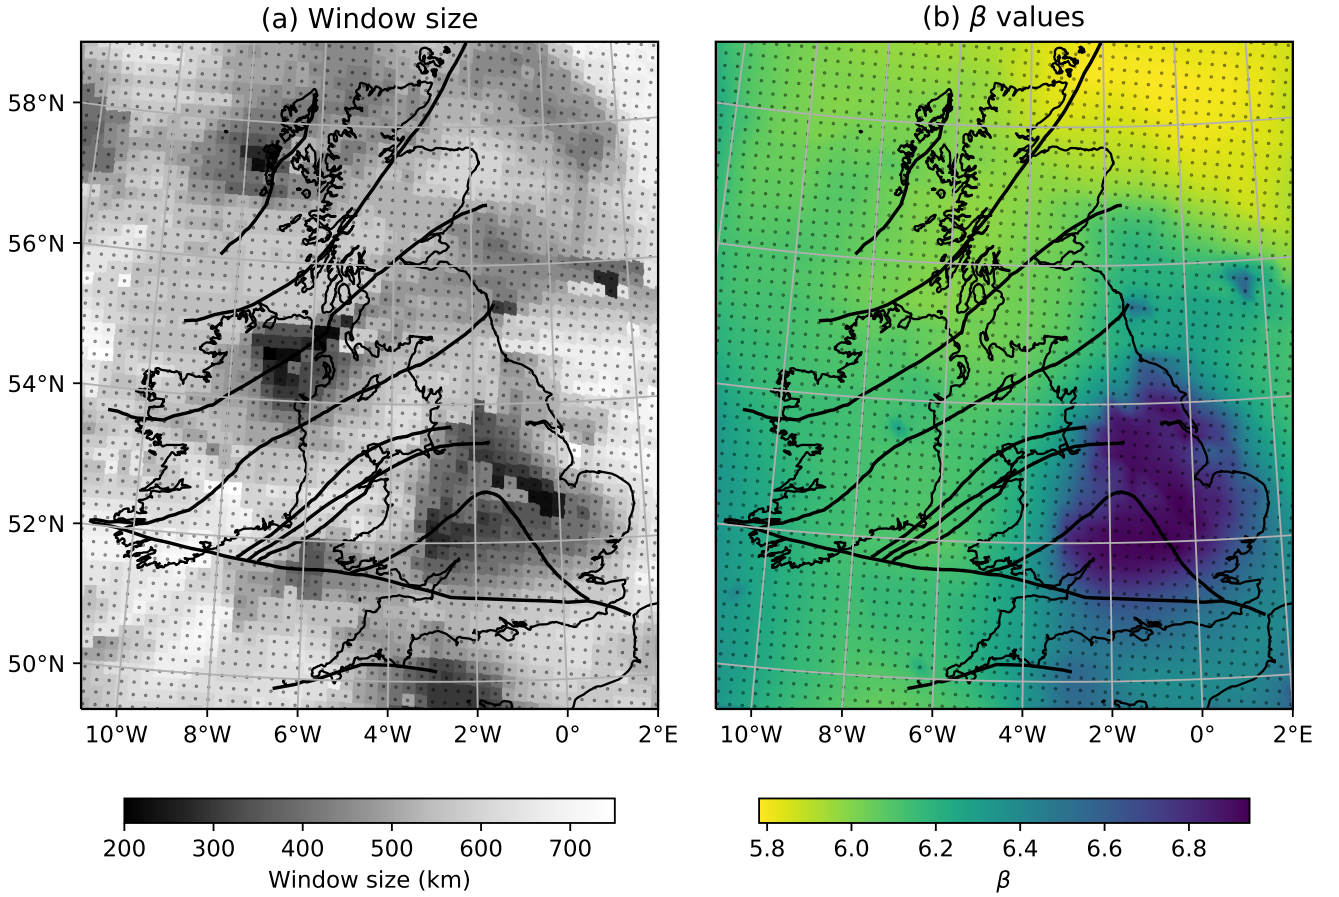 (a) Window size
(b) β values
58°N
56°N
54°N
52°N
50°N
10°W 8°W 6°W 4°W 2°W 0° 2°E
10°W 8°W 6°W 4°W 2°W 0° 2°E
200 300 400 500 600 700
Window size (km)
5.8 6.0 6.2 6.4 6.6 6.8
β